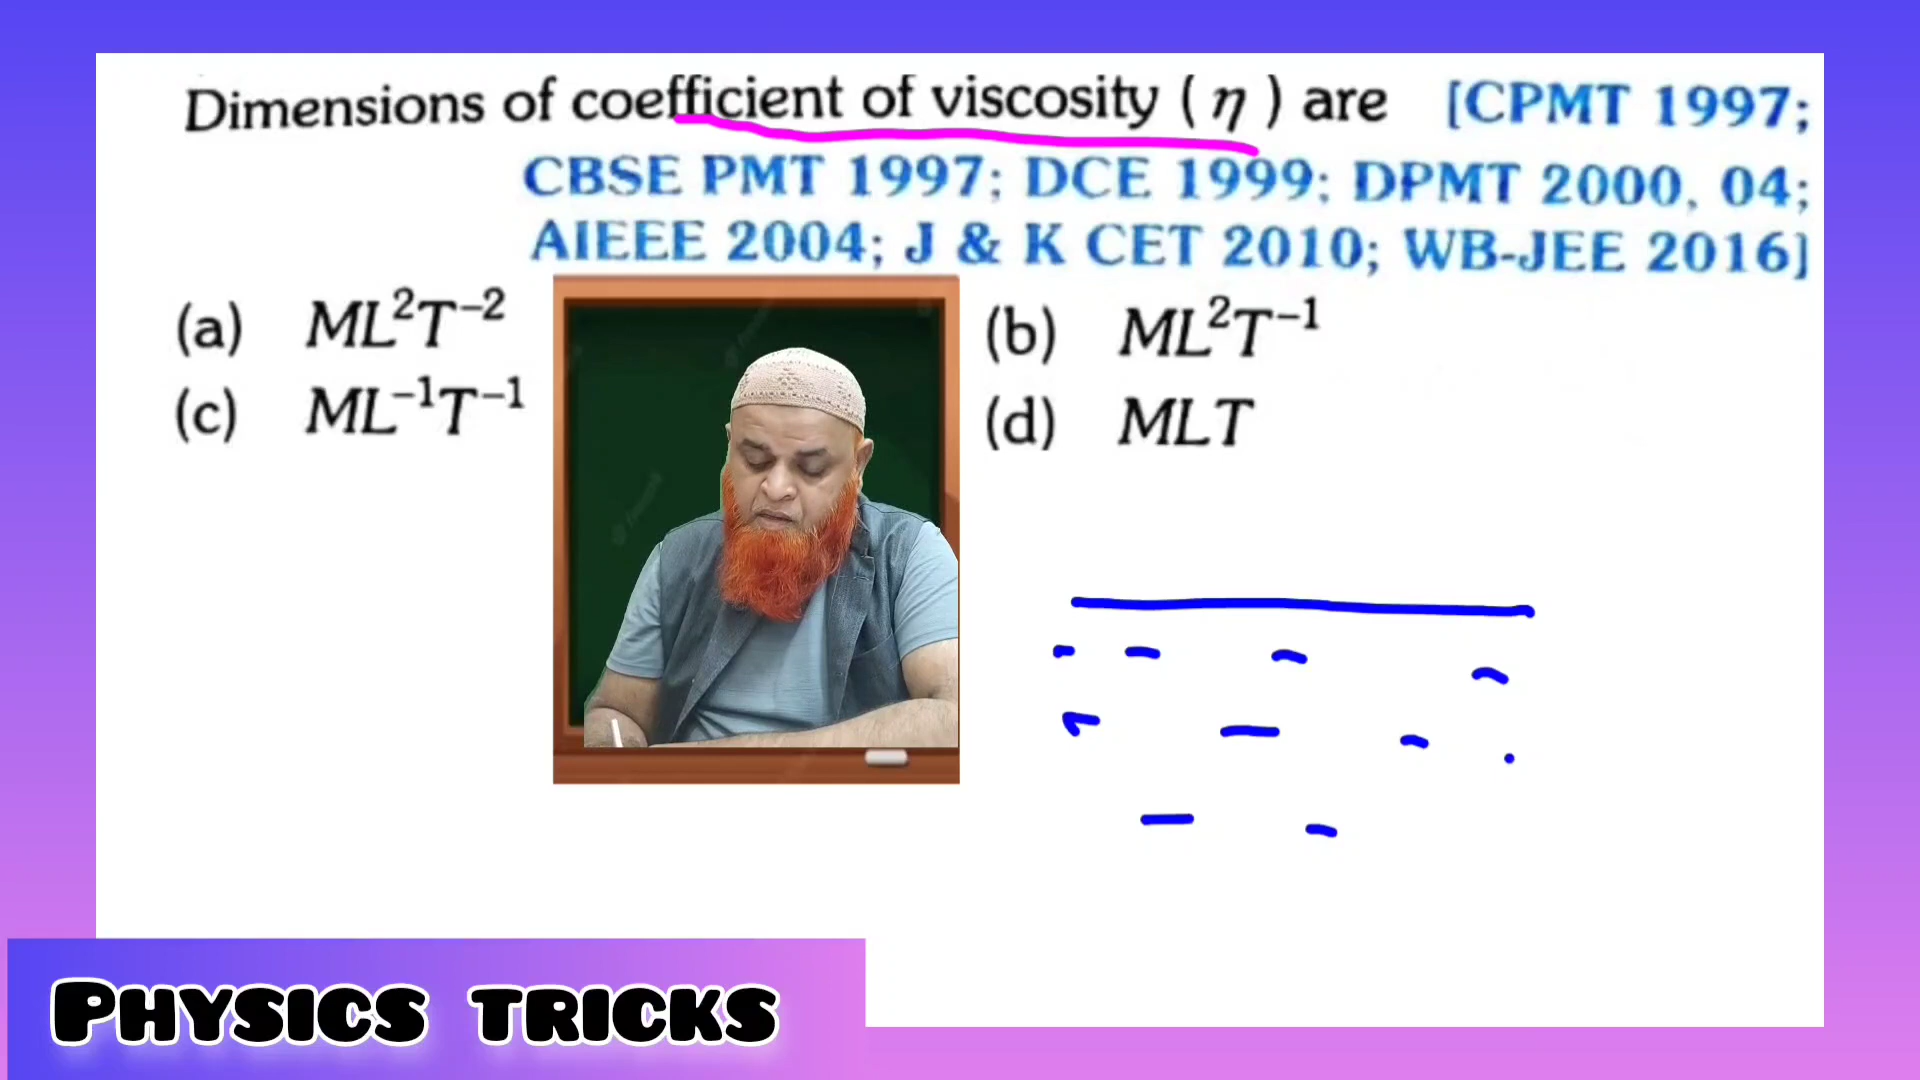 Dimensions of coefficient of viscosity ( η ) are [CPMT 1997;
CBSE PMT 1997; DCE 1999; DPMT 2000, 04;
AIEEE 2004; J & K CET 2010; WB-JEE 2016]
(a) ML²T⁻² (b) ML²T⁻¹
(c) ML⁻¹T⁻¹ (d) MLT
PHYSICS TRICKS